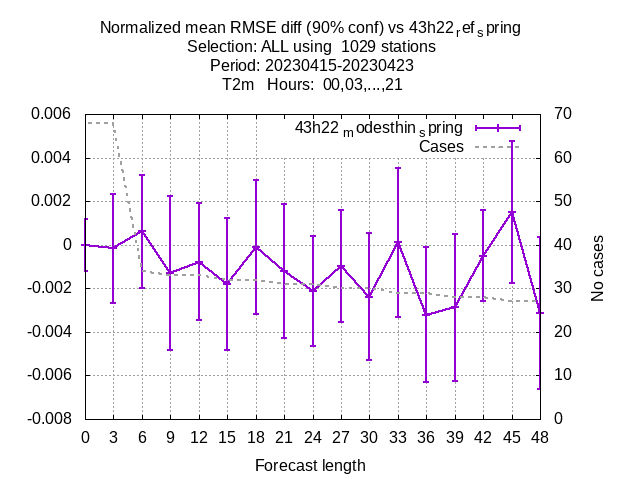 Normalized mean RMSE diff (90% conf) vs 43h22refspring
Selection: ALL using  1029 stations
Period: 20230415-20230423
T2m   Hours:  00,03,...,21
43h22modesthinspring
Cases
0.006
0.004
0.002
0
-0.002
-0.004
-0.006
-0.008
70
60
50
40
30
20
10
0
No cases
0 3 6 9 12 15 18 21 24 27 30 33 36 39 42 45 48
Forecast length